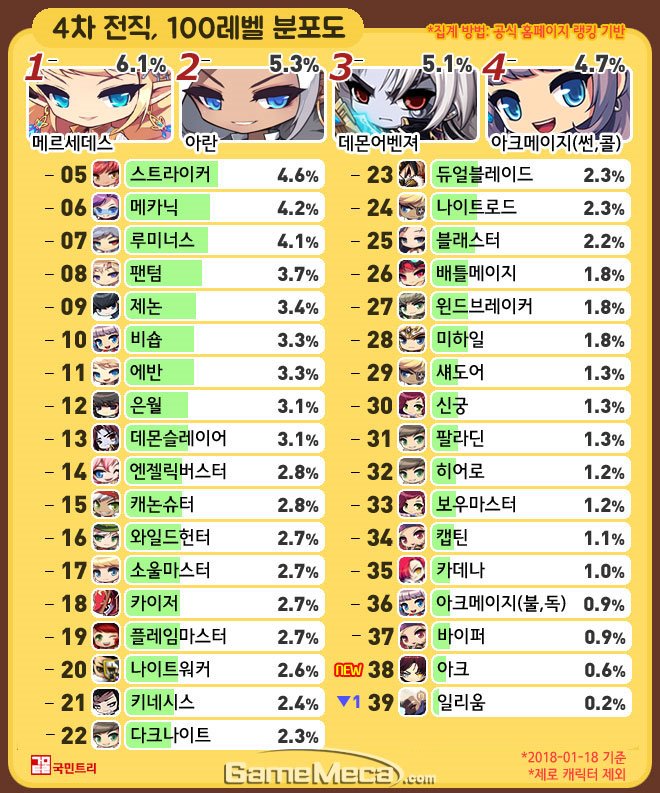 4차 전직, 100레벨 분포도
*집계 방법: 공식 홈페이지 랭킹 기반
1 6.1%
메르세데스
2 5.3%
아란
3 5.1%
데몬어벤져
4 4.7%
아크메이지(썬,콜)
- 05 스트라이커 4.6%
- 06 메카닉 4.2%
- 07 루미너스 4.1%
- 08 팬텀 3.7%
- 09 제논 3.4%
- 10 비숍 3.3%
- 11 에반 3.3%
- 12 은월 3.1%
- 13 데몬슬레이어 3.1%
- 14 엔젤릭버스터 2.8%
- 15 캐논슈터 2.8%
- 16 와일드헌터 2.7%
- 17 소울마스터 2.7%
- 18 카이저 2.7%
- 19 플레임마스터 2.7%
- 20 나이트워커 2.6%
- 21 키네시스 2.4%
- 22 다크나이트 2.3%
- 23 듀얼블레이드 2.3%
- 24 나이트로드 2.3%
- 25 블래스터 2.2%
- 26 배틀메이지 1.8%
- 27 윈드브레이커 1.8%
- 28 미하일 1.8%
- 29 섀도어 1.3%
- 30 신궁 1.3%
- 31 팔라딘 1.3%
- 32 히어로 1.2%
- 33 보우마스터 1.2%
- 34 캡틴 1.1%
- 35 카데나 1.0%
- 36 아크메이지(불,독) 0.9%
- 37 바이퍼 0.9%
NEW 38 아크 0.6%
▼1 39 일리움 0.2%
국민트리
GameMeca.com
*2018-01-18 기준
*제로 캐릭터 제외